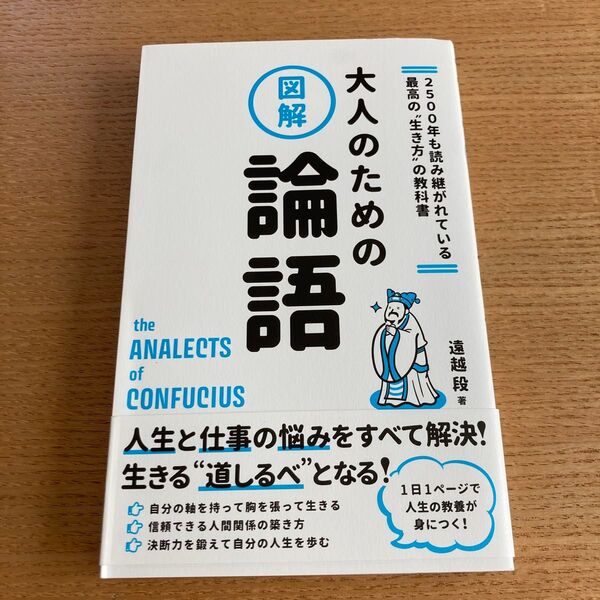 2500年も読み継がれている
最高の“生き方”の教科書
大人のための
図解
論語
the
ANALECTS
of
CONFUCIUS
遠越段 著
人生と仕事の悩みをすべて解決!
生きる“道しるべ”となる!
自分の軸を持って胸を張って生きる
信頼できる人間関係の築き方
決断力を鍛えて自分の人生を歩む
1日1ページで
人生の教養が
身につく!